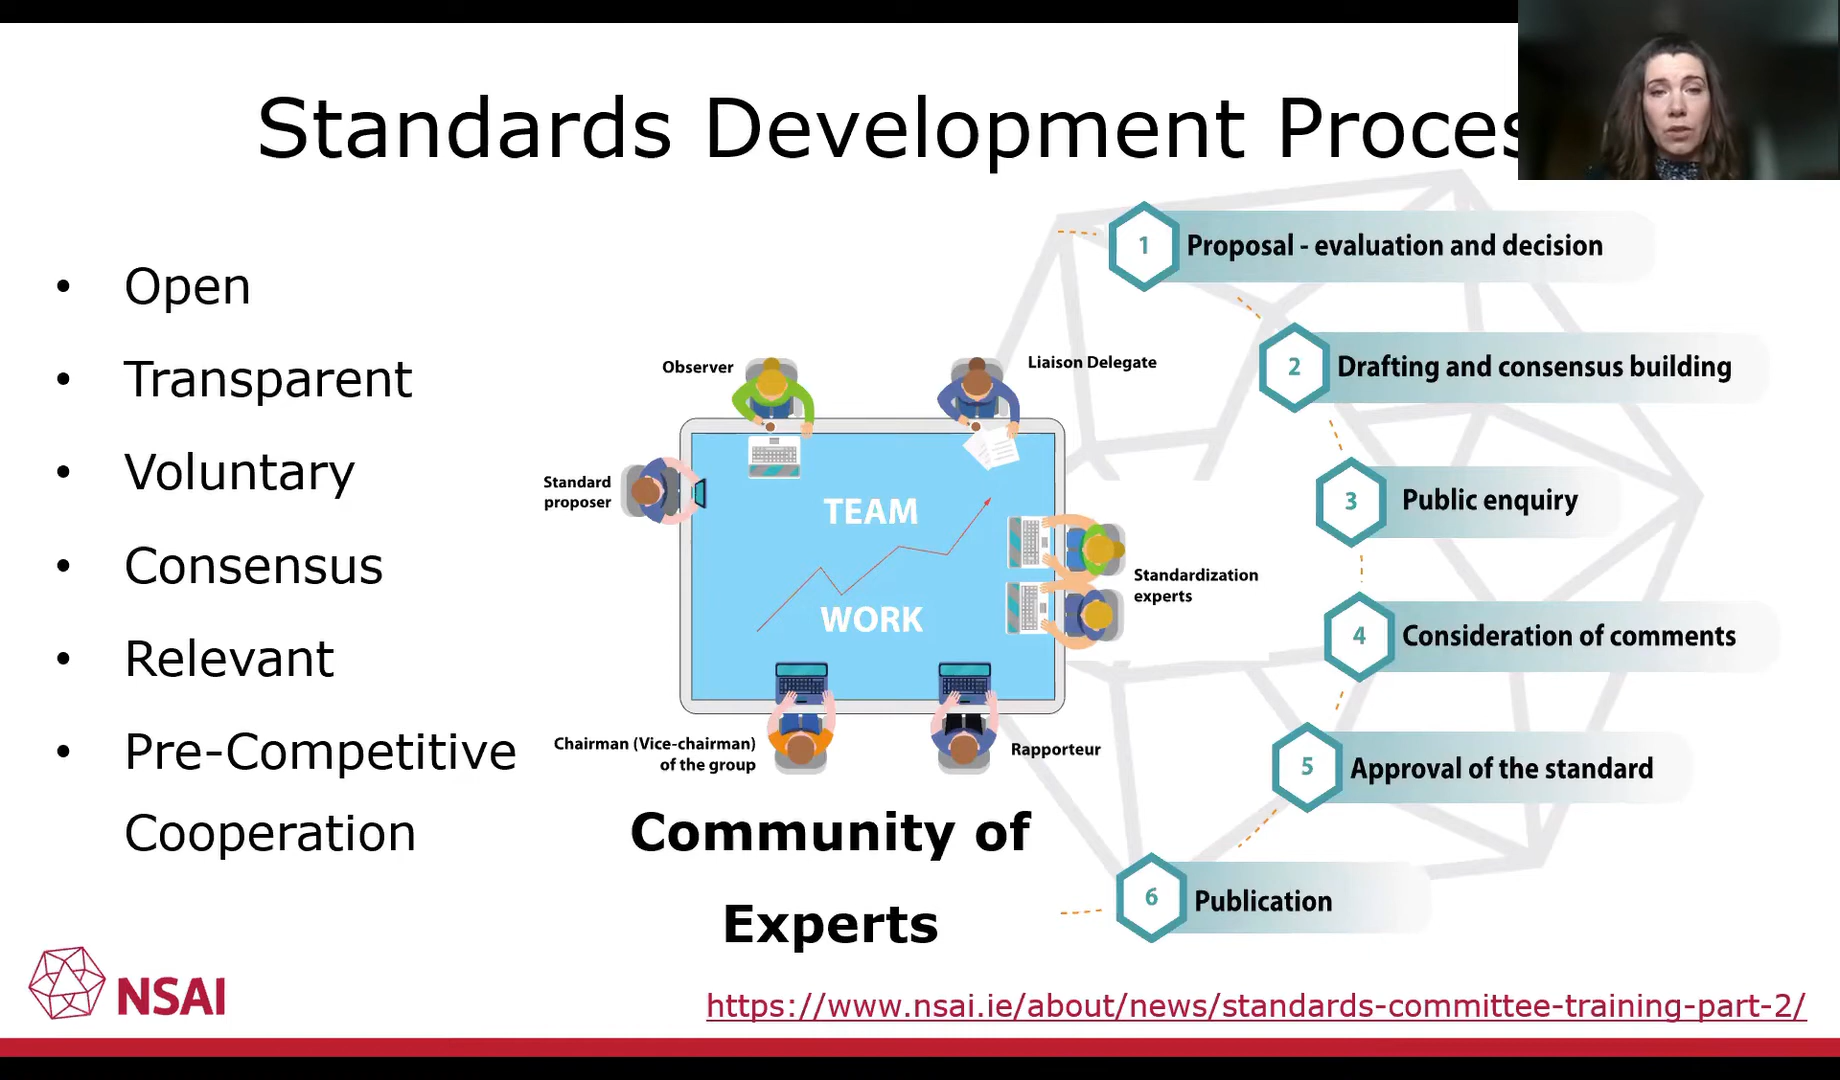 Standards Development Proces
• Open
• Transparent
• Voluntary
• Consensus
• Relevant
• Pre-Competitive
Cooperation
Observer
Liaison Delegate
Standard
proposer
TEAM
WORK
Standardization
experts
Chairman (Vice-chairman)
of the group
Rapporteur
Community of
Experts
1 Proposal - evaluation and decision
2 Drafting and consensus building
3 Public enquiry
4 Consideration of comments
5 Approval of the standard
6 Publication
NSAI
https://www.nsai.ie/about/news/standards-committee-training-part-2/